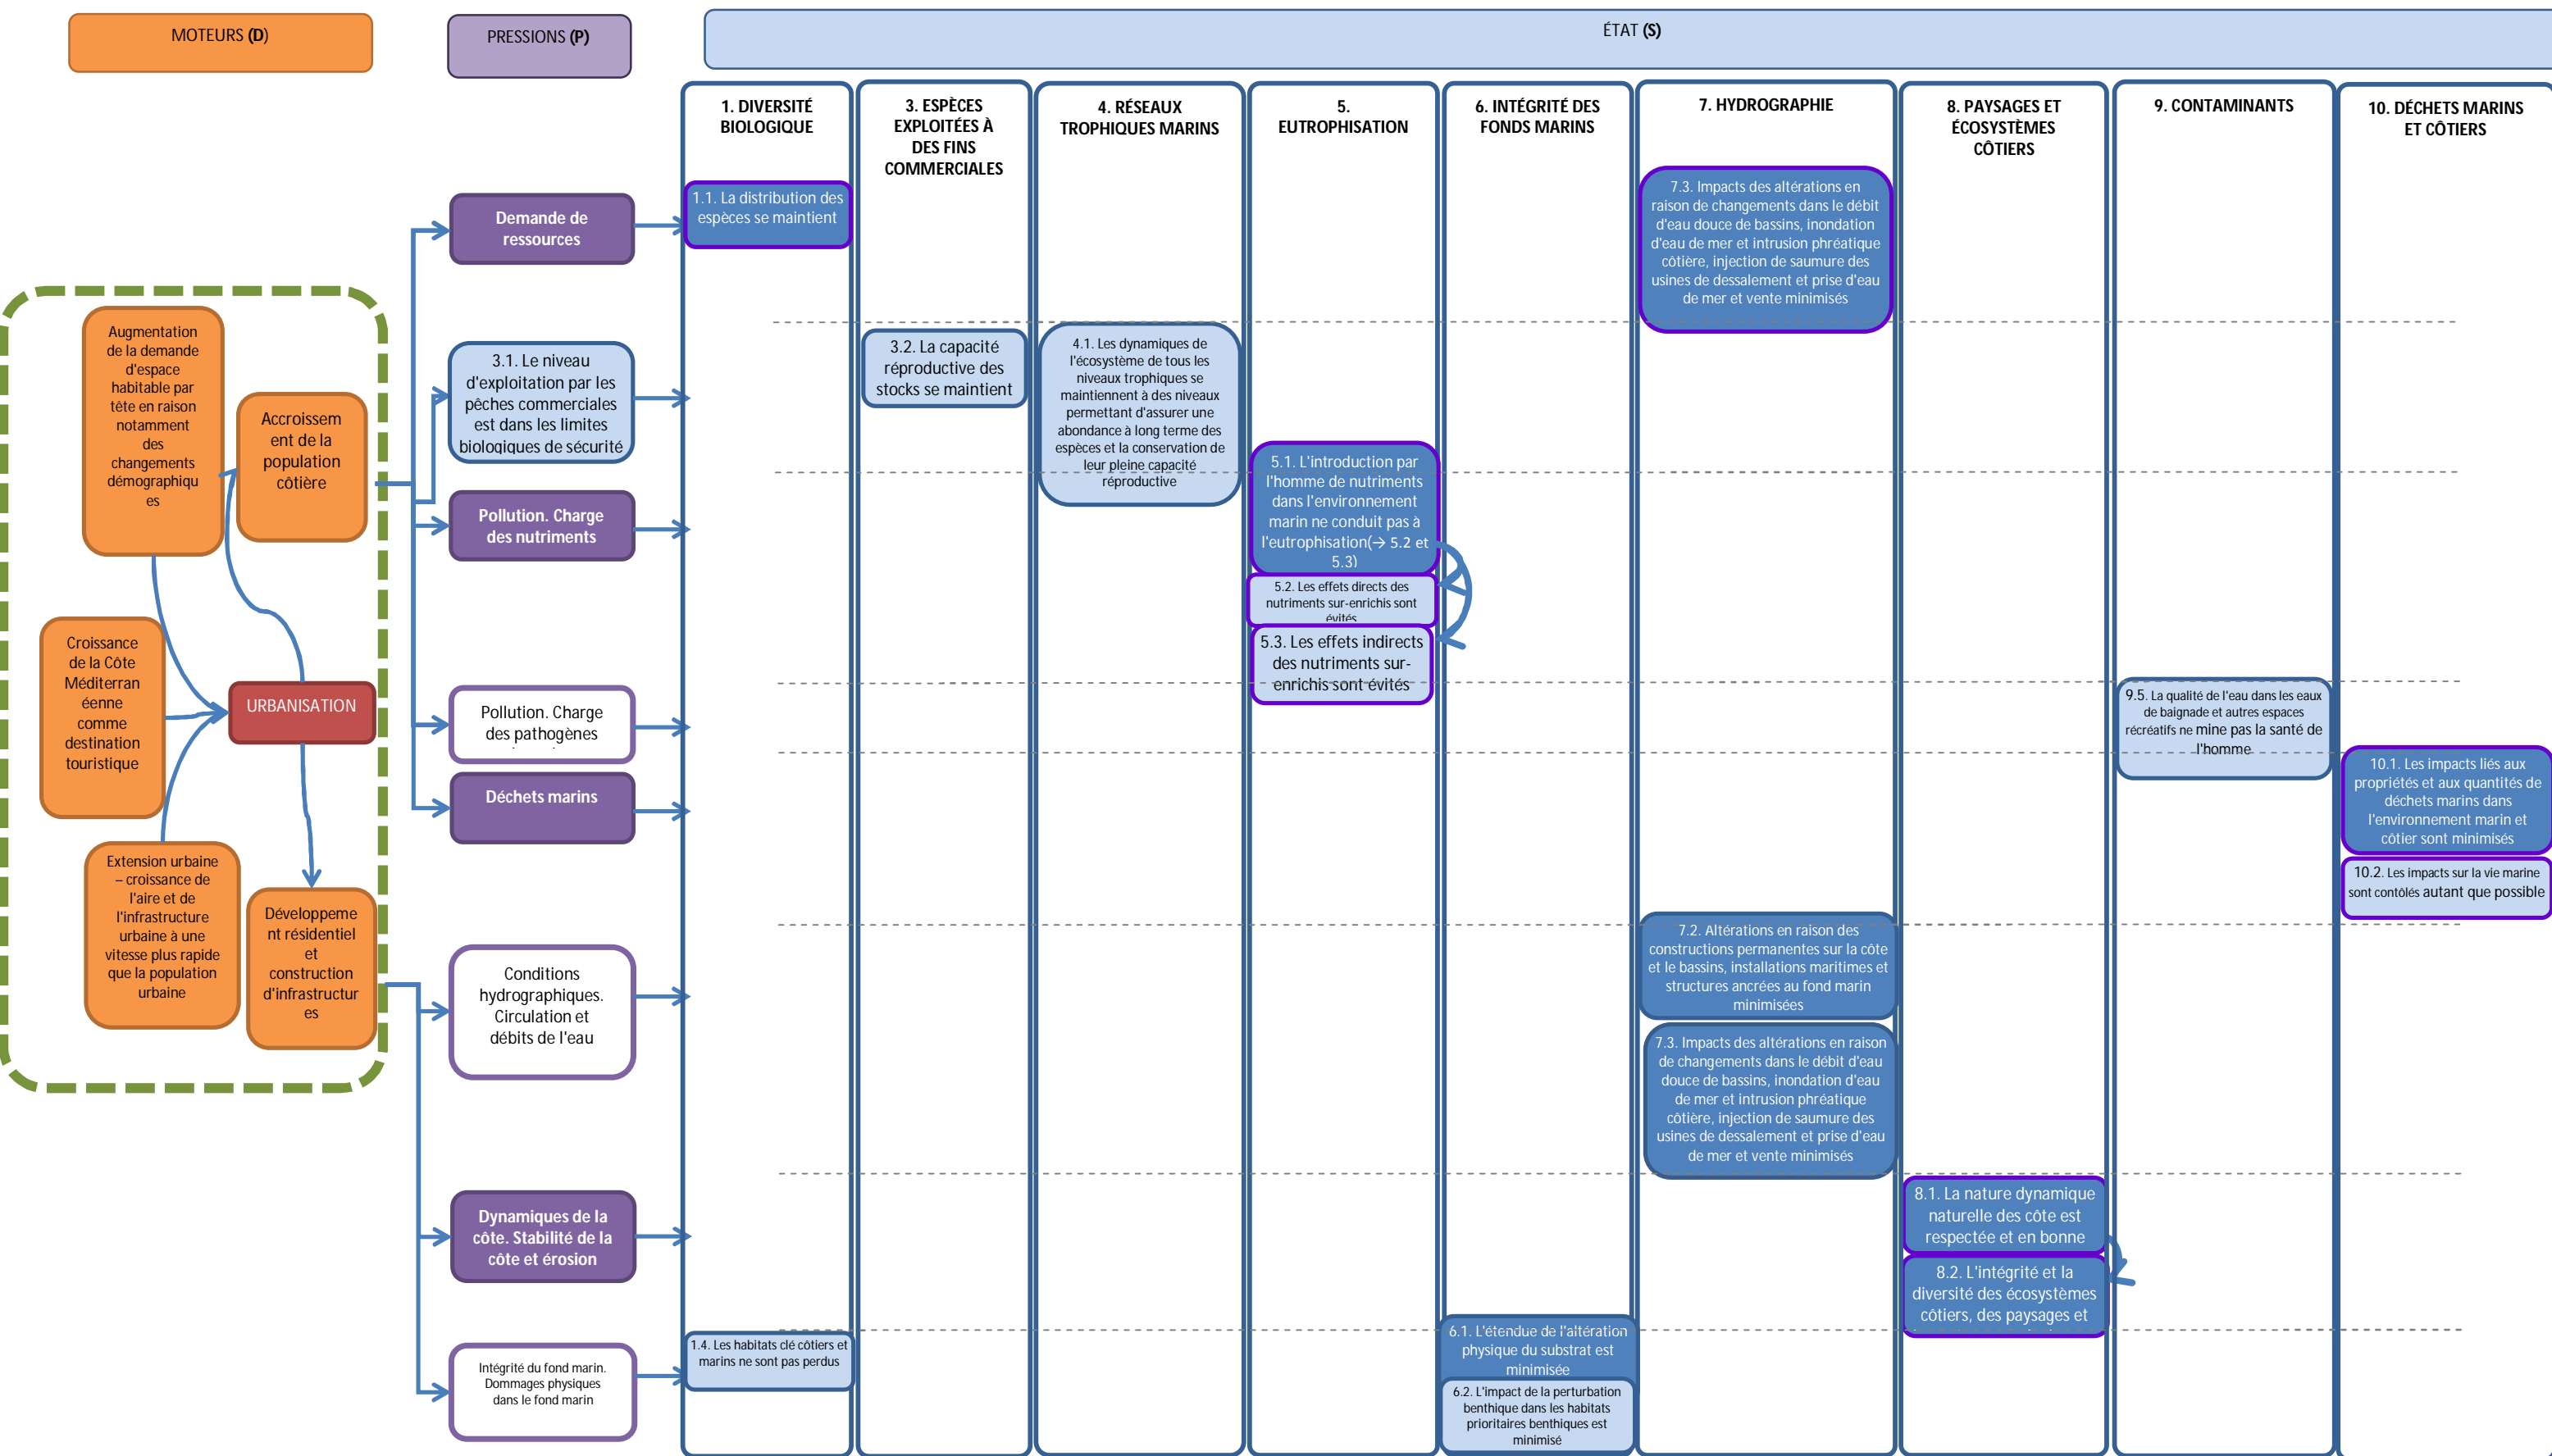 MOTEURS (D)
PRESSIONS (P)
ÉTAT (S)
1. DIVERSITÉ
BIOLOGIQUE
3. ESPÈCES
EXPLOITÉES À
DES FINS
COMMERCIALES
4. RÉSEAUX
TROPHIQUES MARINS
5.
EUTROPHISATION
6. INTÉGRITÉ DES
FONDS MARINS
7. HYDROGRAPHIE
8. PAYSAGES ET
ÉCOSYSTÈMES
CÔTIERS
9. CONTAMINANTS
10. DÉCHETS MARINS
ET CÔTIERS
Augmentation
de la demande
d'espace
habitable par
tête en raison
notamment
des
changements
démographiqu
es
Accroissem
ent de la
population
côtière
Croissance
de la Côte
Méditerran
éenne
comme
destination
touristique
URBANISATION
Extension urbaine
– croissance de
l'aire et de
l'infrastructure
urbaine à une
vitesse plus rapide
que la population
urbaine
Développeme
nt résidentiel
et
construction
d'infrastructur
es
Demande de
ressources
3.1. Le niveau
d'exploitation par les
pêches commerciales
est dans les limites
biologiques de sécurité
Pollution. Charge
des nutriments
Pollution. Charge
des pathogènes
Déchets marins
Conditions
hydrographiques.
Circulation et
débits de l'eau
Dynamiques de la
côte. Stabilité de la
côte et érosion
Intégrité du fond marin.
Dommages physiques
dans le fond marin
1.1. La distribution des
espèces se maintient
1.4. Les habitats clé côtiers et
marins ne sont pas perdus
3.2. La capacité
réproductive des
stocks se maintient
4.1. Les dynamiques de
l'écosystème de tous les
niveaux trophiques se
maintiennent à des niveaux
permettant d'assurer une
abondance à long terme des
espèces et la conservation de
leur pleine capacité
réproductive
5.1. L'introduction par
l'homme de nutriments
dans l'environnement
marin ne conduit pas à
l'eutrophisation(→ 5.2 et
5.3)
5.2. Les effets directs des
nutriments sur-enrichis sont
évités
5.3. Les effets indirects
des nutriments sur-
enrichis sont évités
6.1. L'étendue de l'altération
physique du substrat est
minimisée
6.2. L'impact de la perturbation
benthique dans les habitats
prioritaires benthiques est
minimisé
7.3. Impacts des altérations en
raison de changements dans le débit
d'eau douce de bassins, inondation
d'eau de mer et intrusion phréatique
côtière, injection de saumure des
usines de dessalement et prise d'eau
de mer et vente minimisés
7.2. Altérations en raison des
constructions permanentes sur la côte
et le bassins, installations maritimes et
structures ancrées au fond marin
minimisées
7.3. Impacts des altérations en raison
de changements dans le débit d'eau
douce de bassins, inondation d'eau
de mer et intrusion phréatique
côtière, injection de saumure des
usines de dessalement et prise d'eau
de mer et vente minimisés
8.1. La nature dynamique
naturelle des côte est
respectée et en bonne
8.2. L'intégrité et la
diversité des écosystèmes
côtiers, des paysages et
9.5. La qualité de l'eau dans les eaux
de baignade et autres espaces
récréatifs ne mine pas la santé de
l'homme
10.1. Les impacts liés aux
propriétés et aux quantités de
déchets marins dans
l'environnement marin et
côtier sont minimisés
10.2. Les impacts sur la vie marine
sont contôlés autant que possible